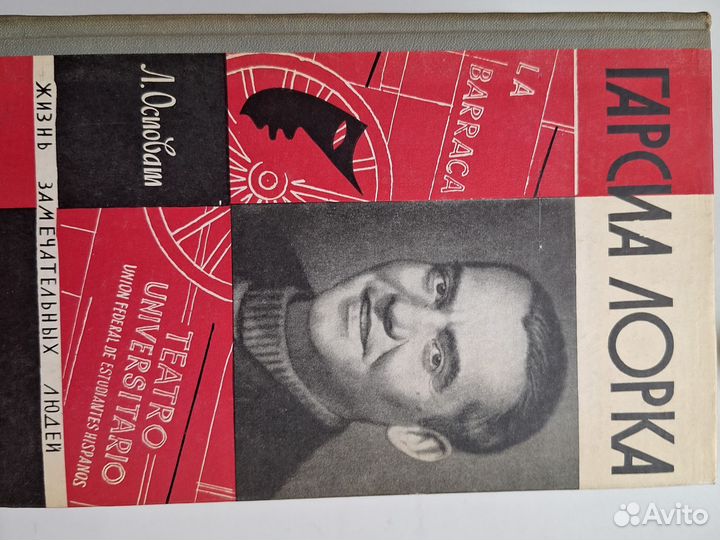 ГАРСИА ЛОРКА
LA
BARRACA
Л. Осповат
TEATRO
UNIVERSITARIO
UNION FEDERAL DE ESTUDIANTES HISPANOS
ЖИЗНЬ ЗАМЕЧАТЕЛЬНЫХ ЛЮДЕЙ
Avito